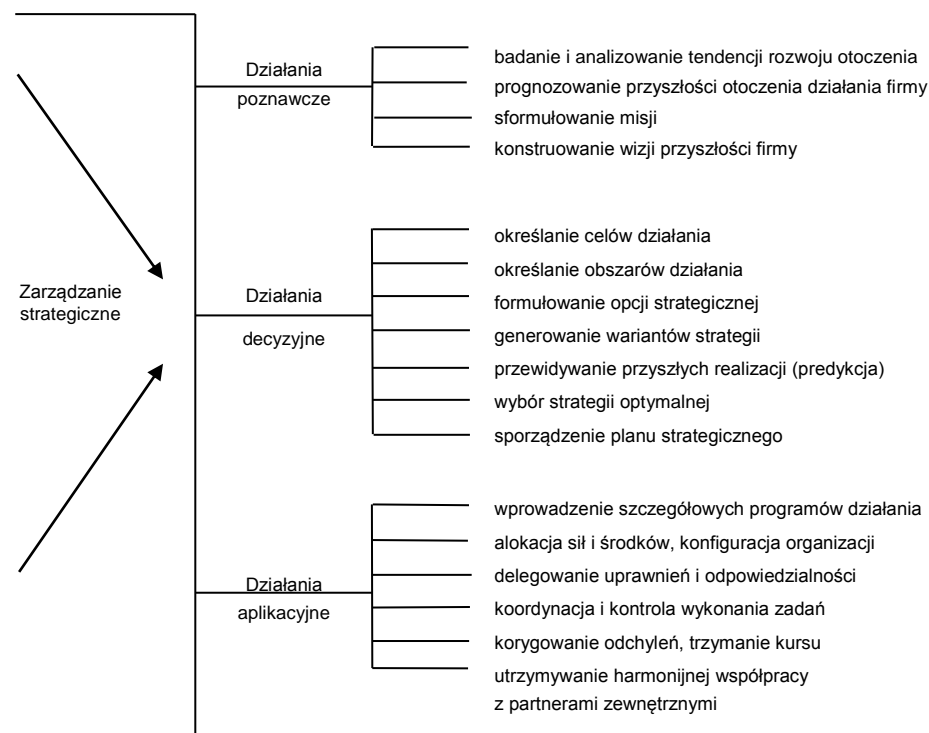 Zarządzanie
strategiczne
Działania
poznawcze
badanie i analizowanie tendencji rozwoju otoczenia
prognozowanie przyszłości otoczenia działania firmy
sformułowanie misji
konstruowanie wizji przyszłości firmy
Działania
decyzyjne
określanie celów działania
określanie obszarów działania
formułowanie opcji strategicznej
generowanie wariantów strategii
przewidywanie przyszłych realizacji (predykcja)
wybór strategii optymalnej
sporządzenie planu strategicznego
Działania
aplikacyjne
wprowadzenie szczegółowych programów działania
alokacja sił i środków, konfiguracja organizacji
delegowanie uprawnień i odpowiedzialności
koordynacja i kontrola wykonania zadań
korygowanie odchyleń, trzymanie kursu
utrzymywanie harmonijnej współpracy
z partnerami zewnętrznymi